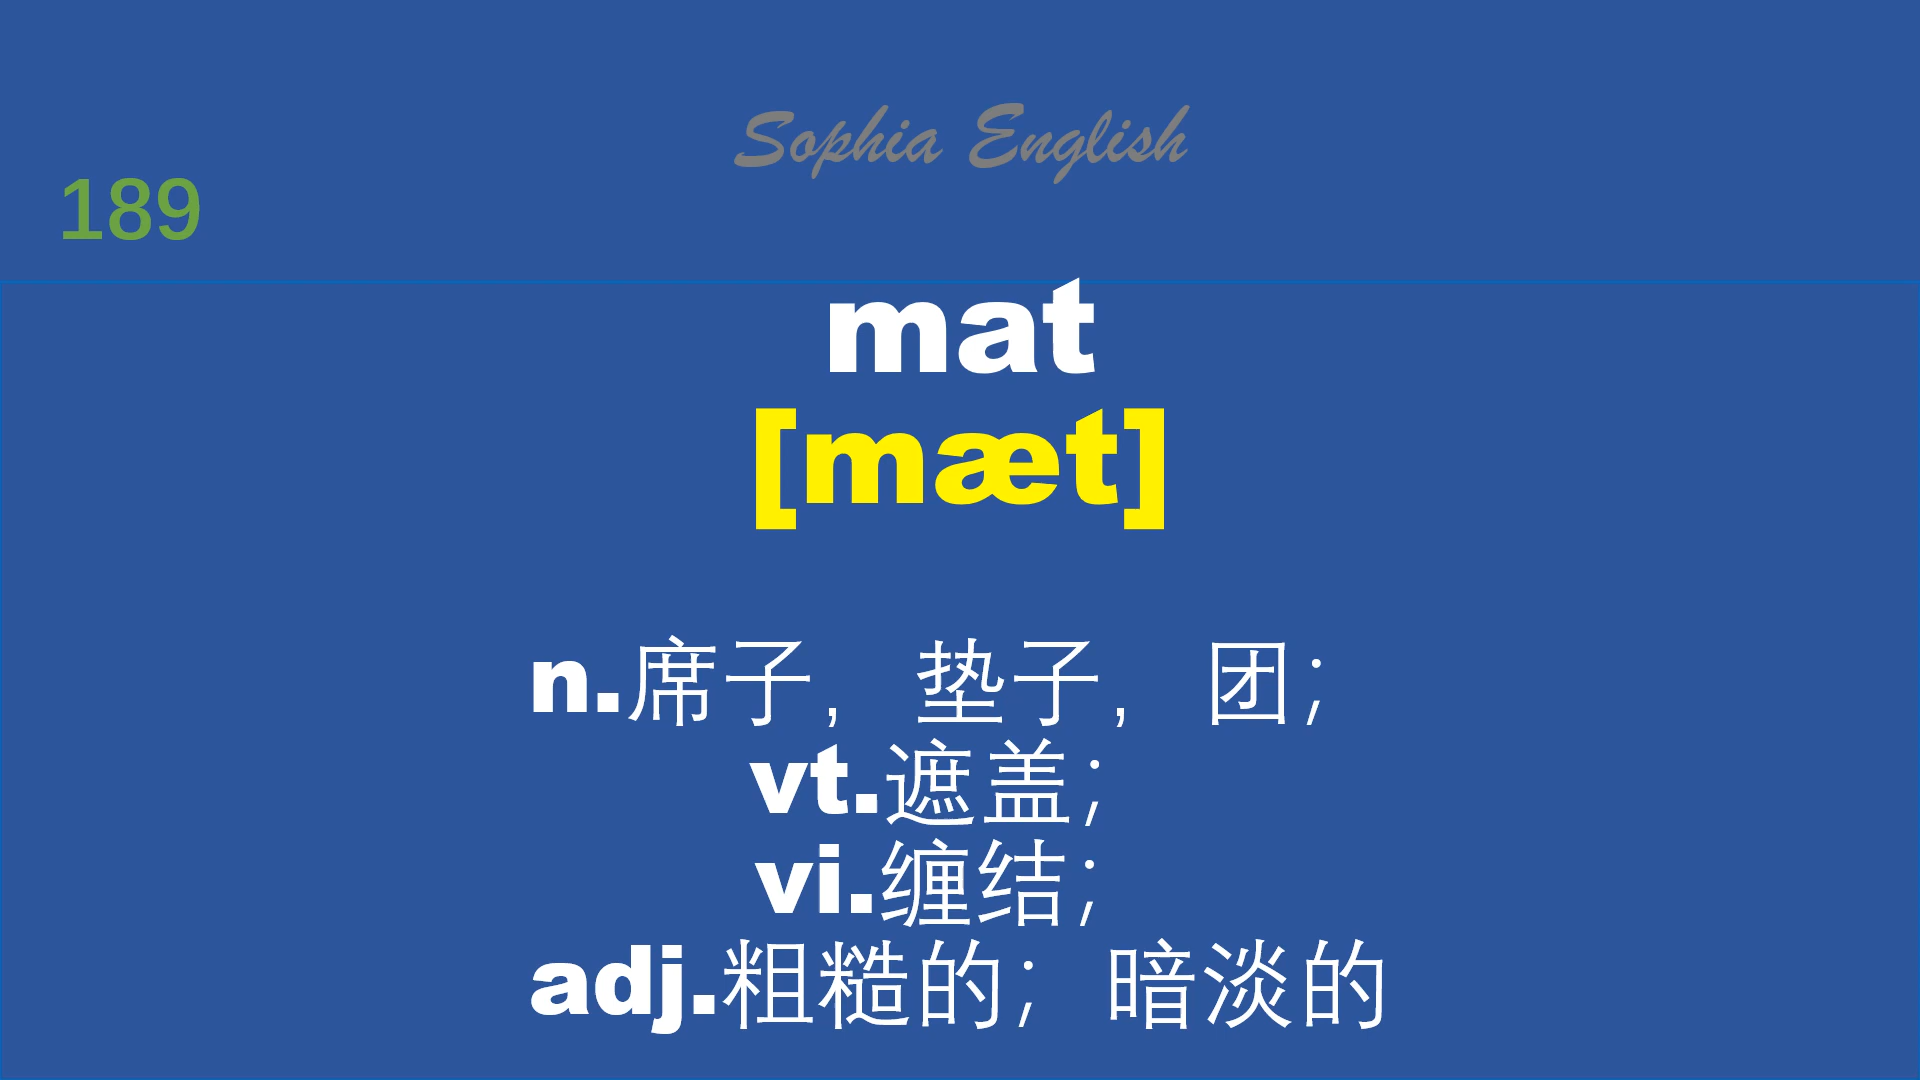 Sophia English
189
mat
[mæt]
n.席子，垫子，团；
vt.遮盖；
vi.缠结；
adj.粗糙的；暗淡的